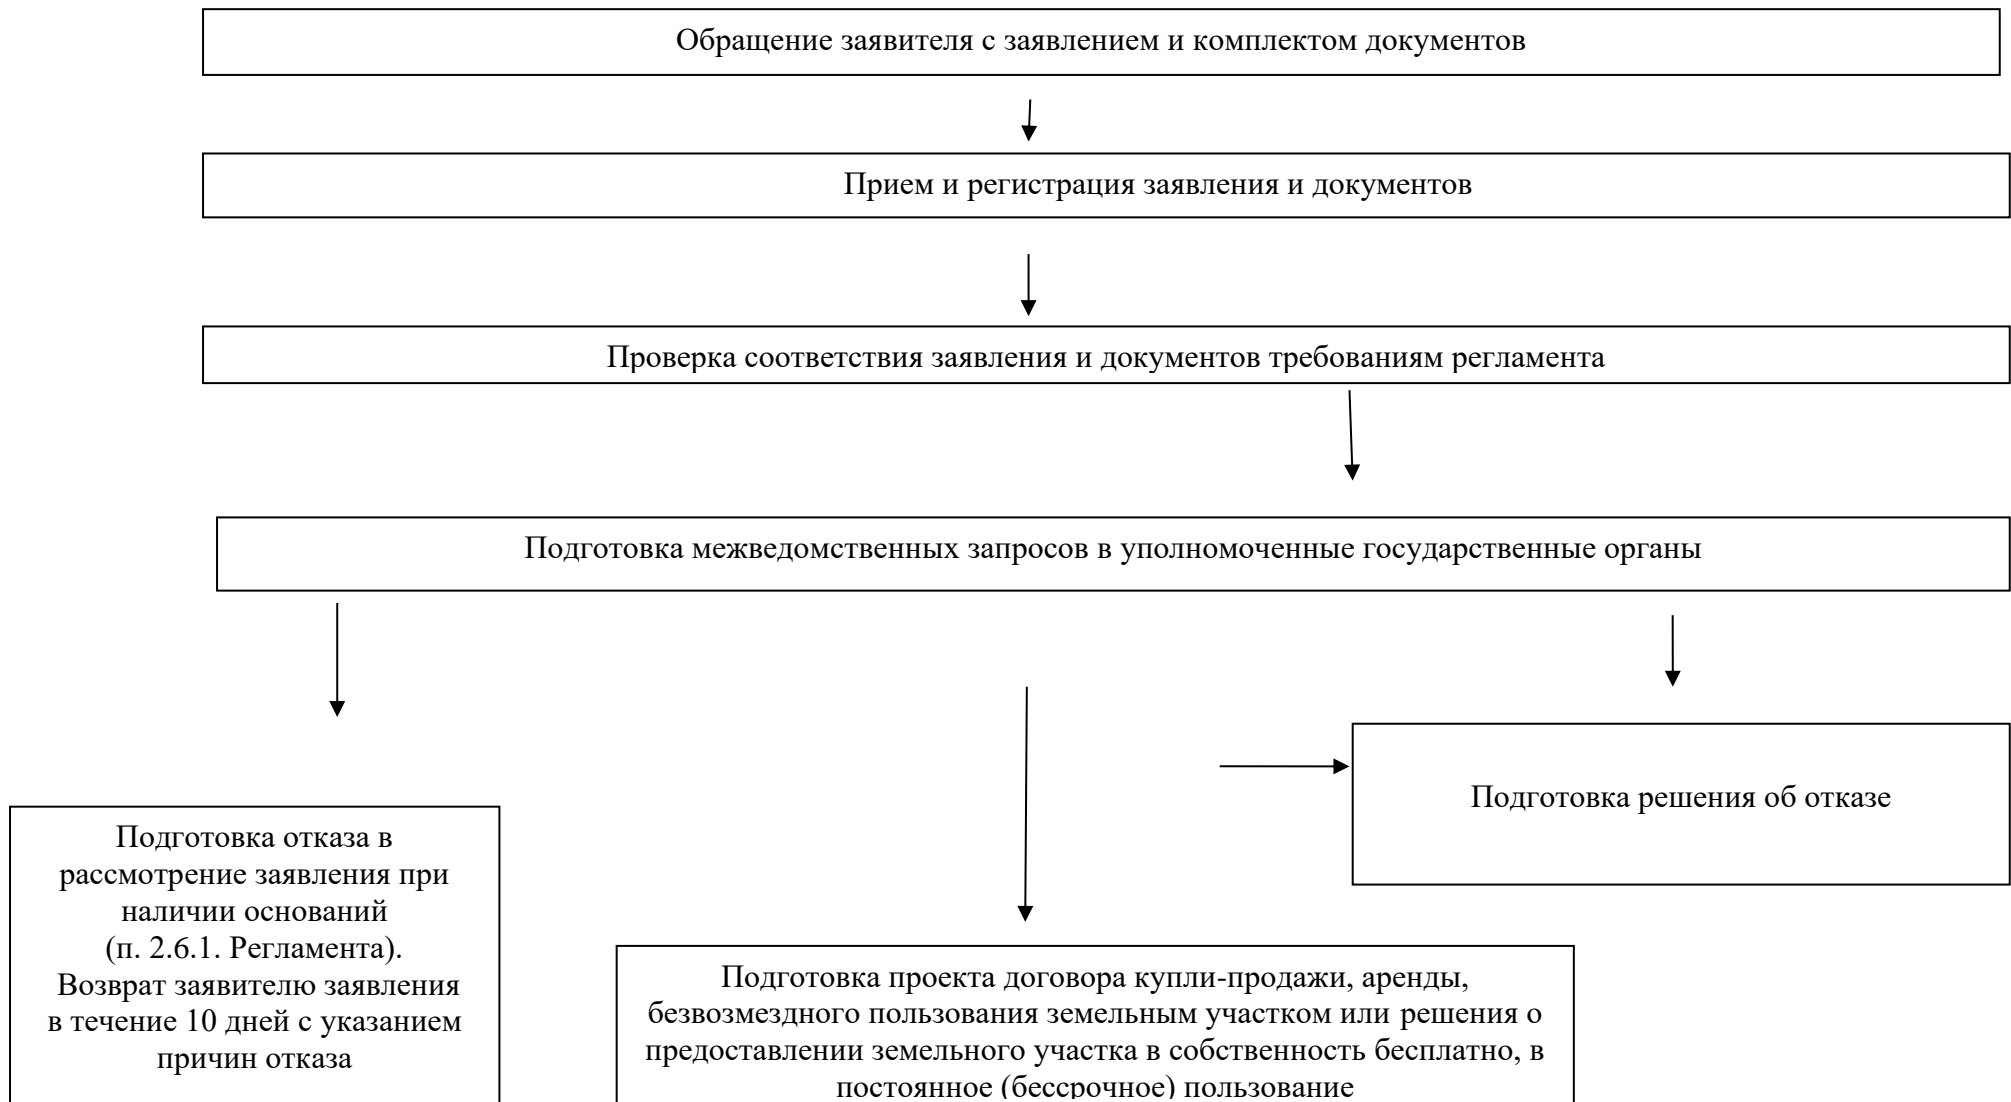 Обращение заявителя с заявлением и комплектом документов
Прием и регистрация заявления и документов
Проверка соответствия заявления и документов требованиям регламента
Подготовка межведомственных запросов в уполномоченные государственные органы
Подготовка решения об отказе
Подготовка отказа в
рассмотрение заявления при
наличии оснований
(п. 2.6.1. Регламента).
Возврат заявителю заявления
в течение 10 дней с указанием
причин отказа
Подготовка проекта договора купли-продажи, аренды,
безвозмездного пользования земельным участком или решения о
предоставлении земельного участка в собственность бесплатно, в
постоянное (бессрочное) пользование